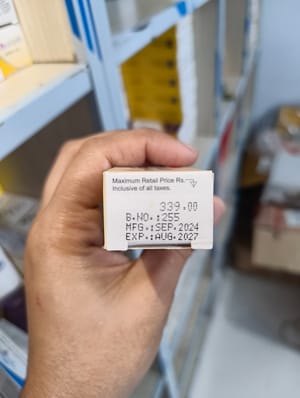 Maximum Retail Price Rs.
Inclusive of all taxes.
339.00
B.NO.:255
MFG.:SEP.2024
EXP.:AUG.2027